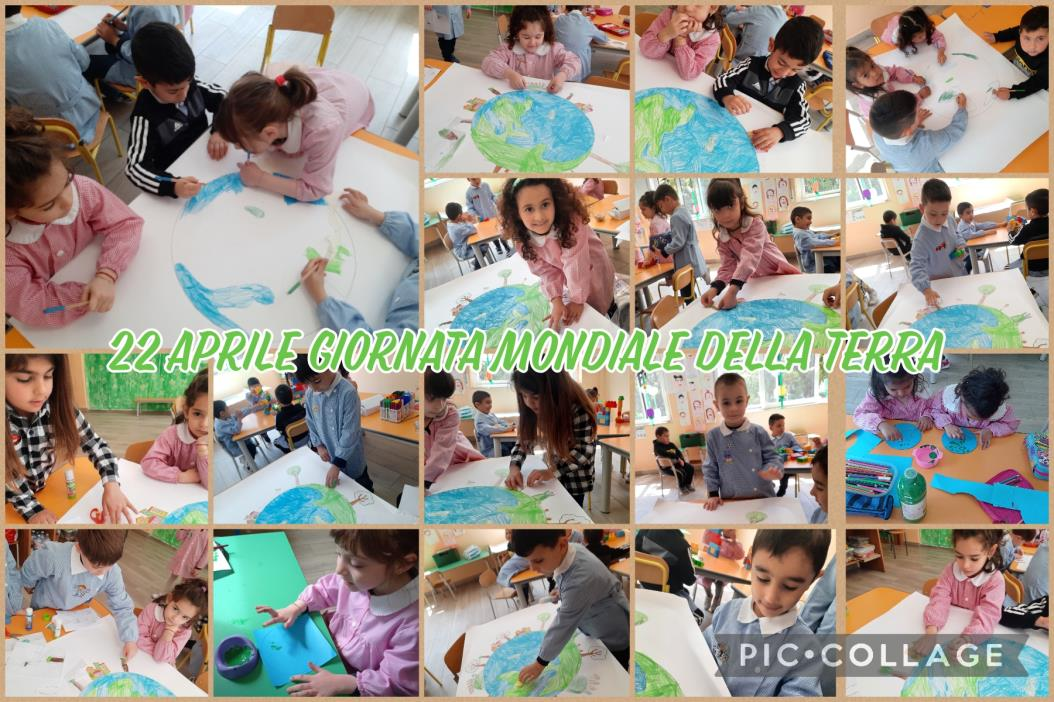 22 APRILE GIORNATA MONDIALE DELLA TERRA
PIC•COLLAGE